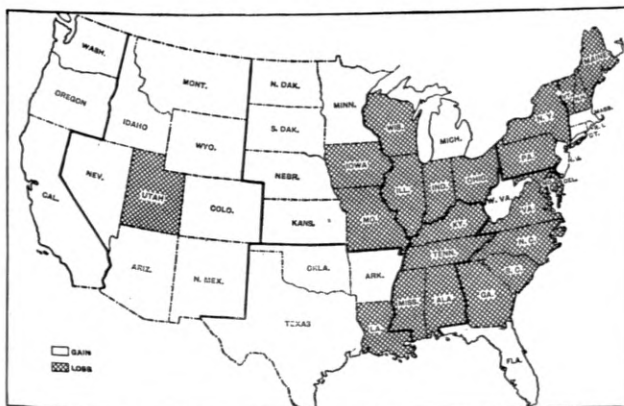 WASH.
OREGON
CAL.
NEV.
IDAHO
MONT.
WYO.
UTAH
COLO.
ARIZ.
N. MEX.
N. DAK.
S. DAK.
NEBR.
KANS.
OKLA.
TEXAS
MINN.
IOWA
MO.
ARK.
LA.
WIS.
ILL.
MICH.
IND.
OHIO
KY.
TENN.
MISS.
ALA.
GA.
FLA.
S. C.
N. C.
VA.
W. VA.
PA.
N. Y.
MAINE
MASS.
CT.
DEL.
GAIN
LOSS